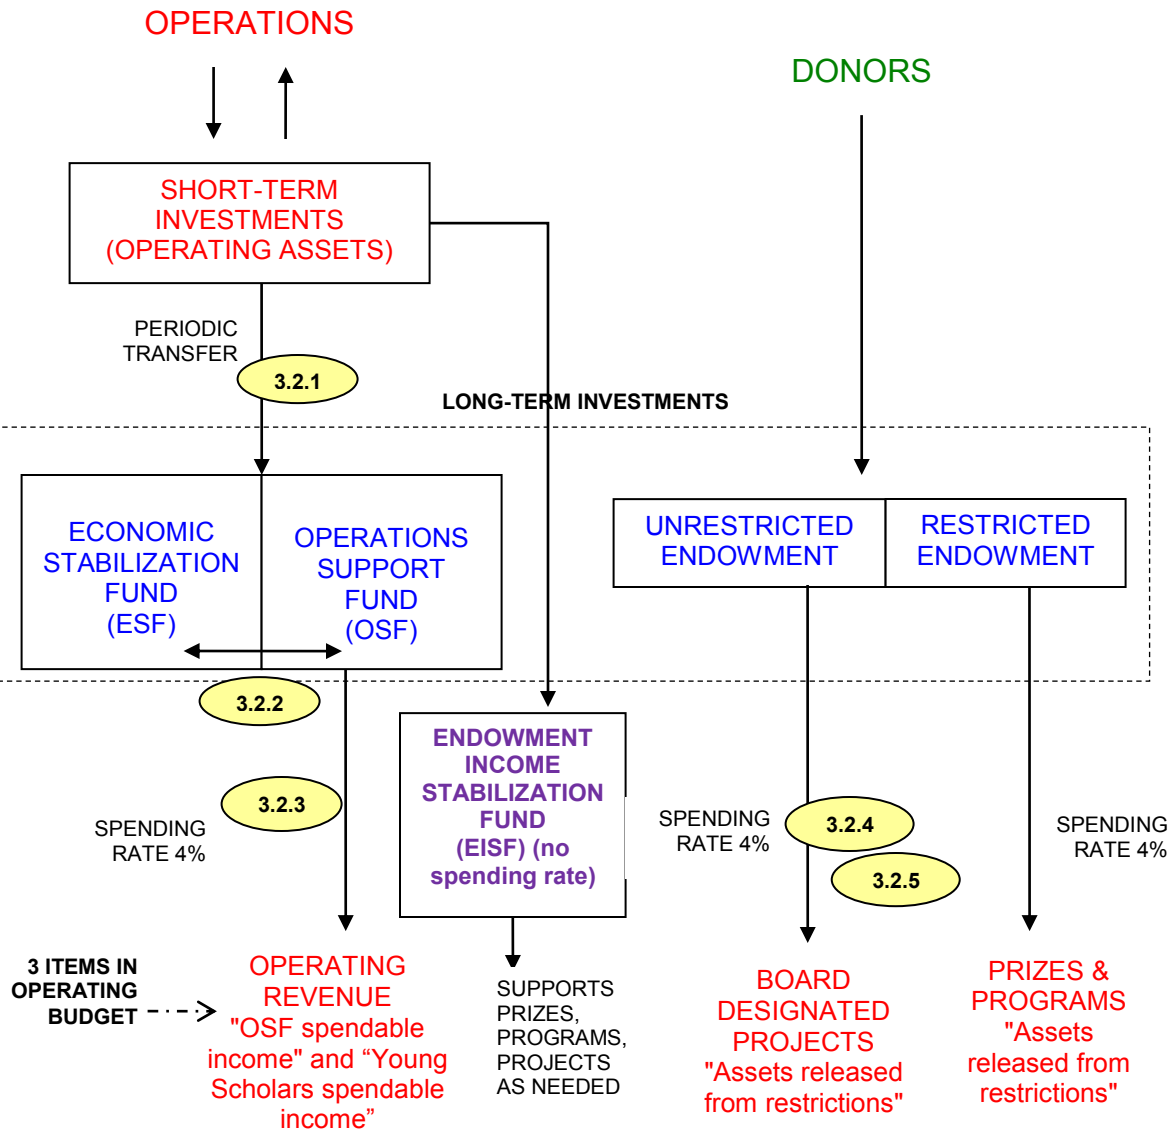 OPERATIONS
DONORS
SHORT-TERM
INVESTMENTS
(OPERATING ASSETS)
PERIODIC
TRANSFER
3.2.1
LONG-TERM INVESTMENTS
ECONOMIC
STABILIZATION
FUND
(ESF)
OPERATIONS
SUPPORT
FUND
(OSF)
UNRESTRICTED
ENDOWMENT
RESTRICTED
ENDOWMENT
3.2.2
3.2.3
SPENDING
RATE 4%
ENDOWMENT
INCOME
STABILIZATION
FUND
(EISF) (no
spending rate)
SPENDING
RATE 4%
3.2.4
3.2.5
SPENDING
RATE 4%
3 ITEMS IN
OPERATING
BUDGET
OPERATING
REVENUE
"OSF spendable
income" and “Young
Scholars spendable
income”
SUPPORTS
PRIZES,
PROGRAMS,
PROJECTS
AS NEEDED
BOARD
DESIGNATED
PROJECTS
"Assets released
from restrictions"
PRIZES &
PROGRAMS
"Assets
released from
restrictions"